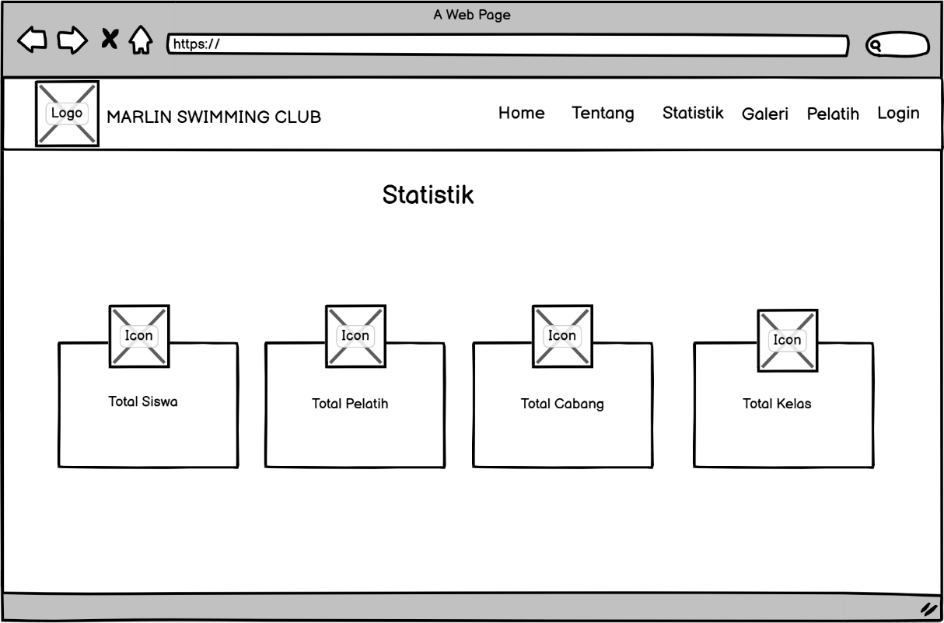 A Web Page
https://
Logo
MARLIN SWIMMING CLUB
Home Tentang Statistik Galeri Pelatih Login
Statistik
Icon Icon Icon Icon
Total Siswa Total Pelatih Total Cabang Total Kelas